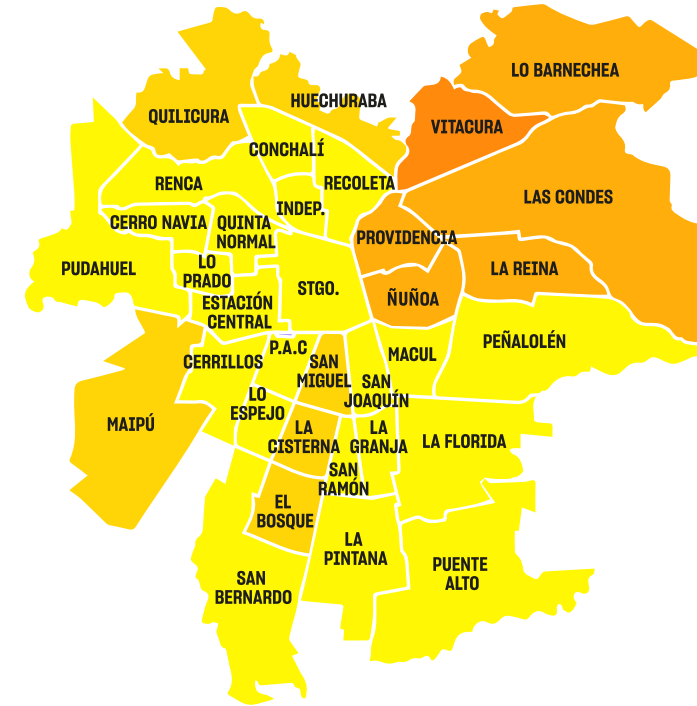 LO BARNECHEA
HUECHURABA
QUILICURA
VITACURA
CONCHALÍ
RENCA
RECOLETA
LAS CONDES
INDEP.
CERRO NAVIA
QUINTA
NORMAL
PROVIDENCIA
PUDAHUEL
LO
PRADO
LA REINA
STGO.
ÑUÑOA
ESTACIÓN
CENTRAL
PEÑALOLÉN
P.A.C
MACUL
CERRILLOS
SAN
MIGUEL
SAN
JOAQUÍN
LO
ESPEJO
MAIPÚ
LA
CISTERNA
LA
GRANJA
LA FLORIDA
SAN
RAMÓN
EL
BOSQUE
LA
PINTANA
PUENTE
ALTO
SAN
BERNARDO